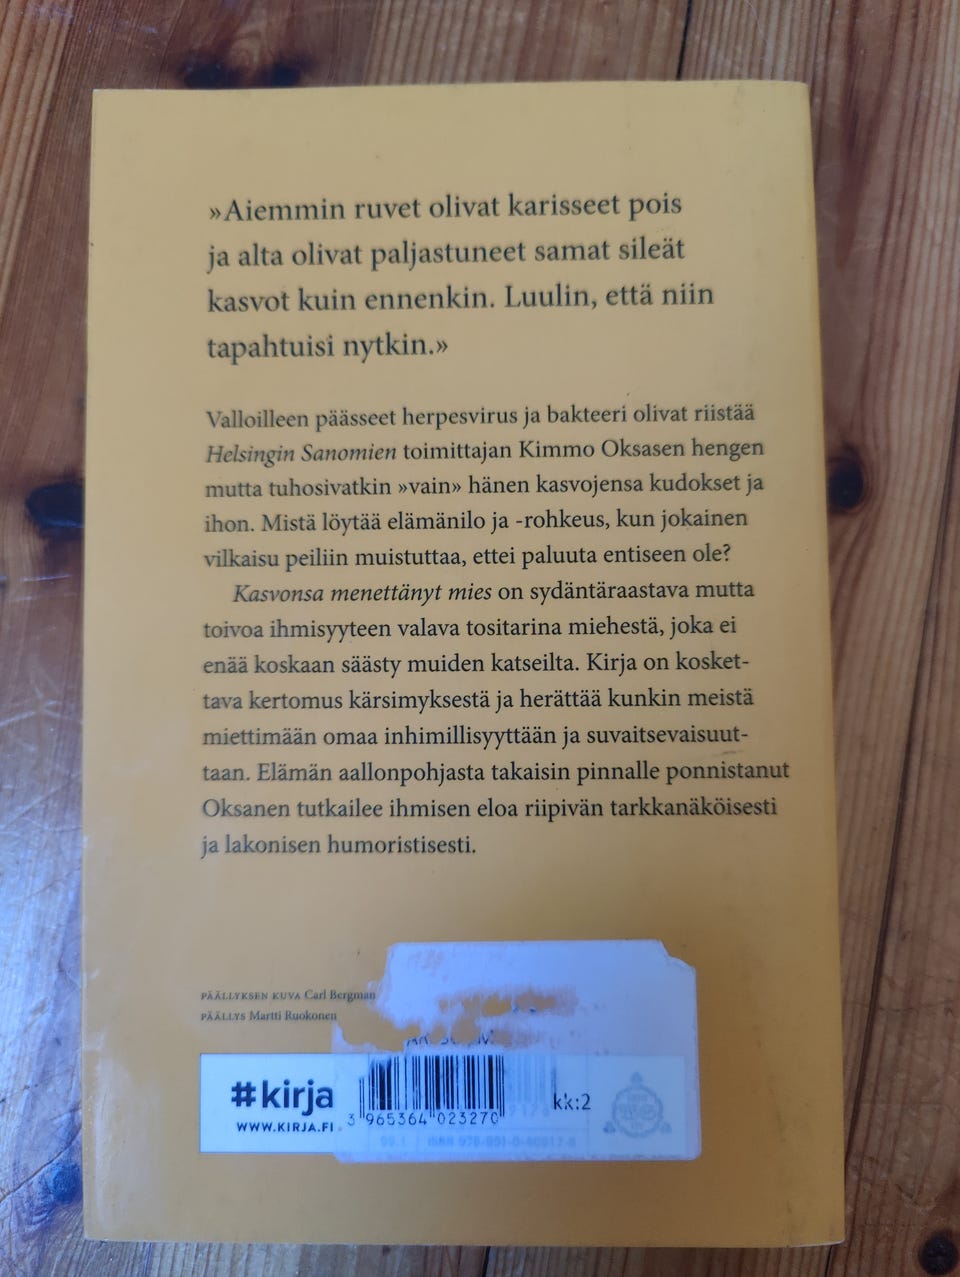 »Aiemmin ruvet olivat karisseet pois
ja alta olivat paljastuneet samat sileät
kasvot kuin ennenkin. Luulin, että niin
tapahtuisi nytkin.»
Valloilleen päässeet herpesvirus ja bakteeri olivat riistää
Helsingin Sanomien toimittajan Kimmo Oksasen hengen
mutta tuhosivatkin »vain» hänen kasvojensa kudokset ja
ihon. Mistä löytää elämänilo ja -rohkeus, kun jokainen
vilkaisu peiliin muistuttaa, ettei paluuta entiseen ole?
Kasvonsa menettänyt mies on sydäntäraastava mutta
toivoa ihmisyyteen valava tositarina miehestä, joka ei
enää koskaan säästy muiden katseilta. Kirja on kosket-
tava kertomus kärsimyksestä ja herättää kunkin meistä
miettimään omaa inhimillisyyttään ja suvaitsevaisuut-
taan. Elämän aallonpohjasta takaisin pinnalle ponnistanut
Oksanen tutkailee ihmisen eloa riipivän tarkkanäköisesti
ja lakonisen humoristisesti.
PÄÄLLYKSEN KUVA Carl Bergman
PÄÄLLYS Martti Ruokonen
#kirja
WWW.KIRJA.FI
3 965364 023270
kk:2
99.1 ISBN